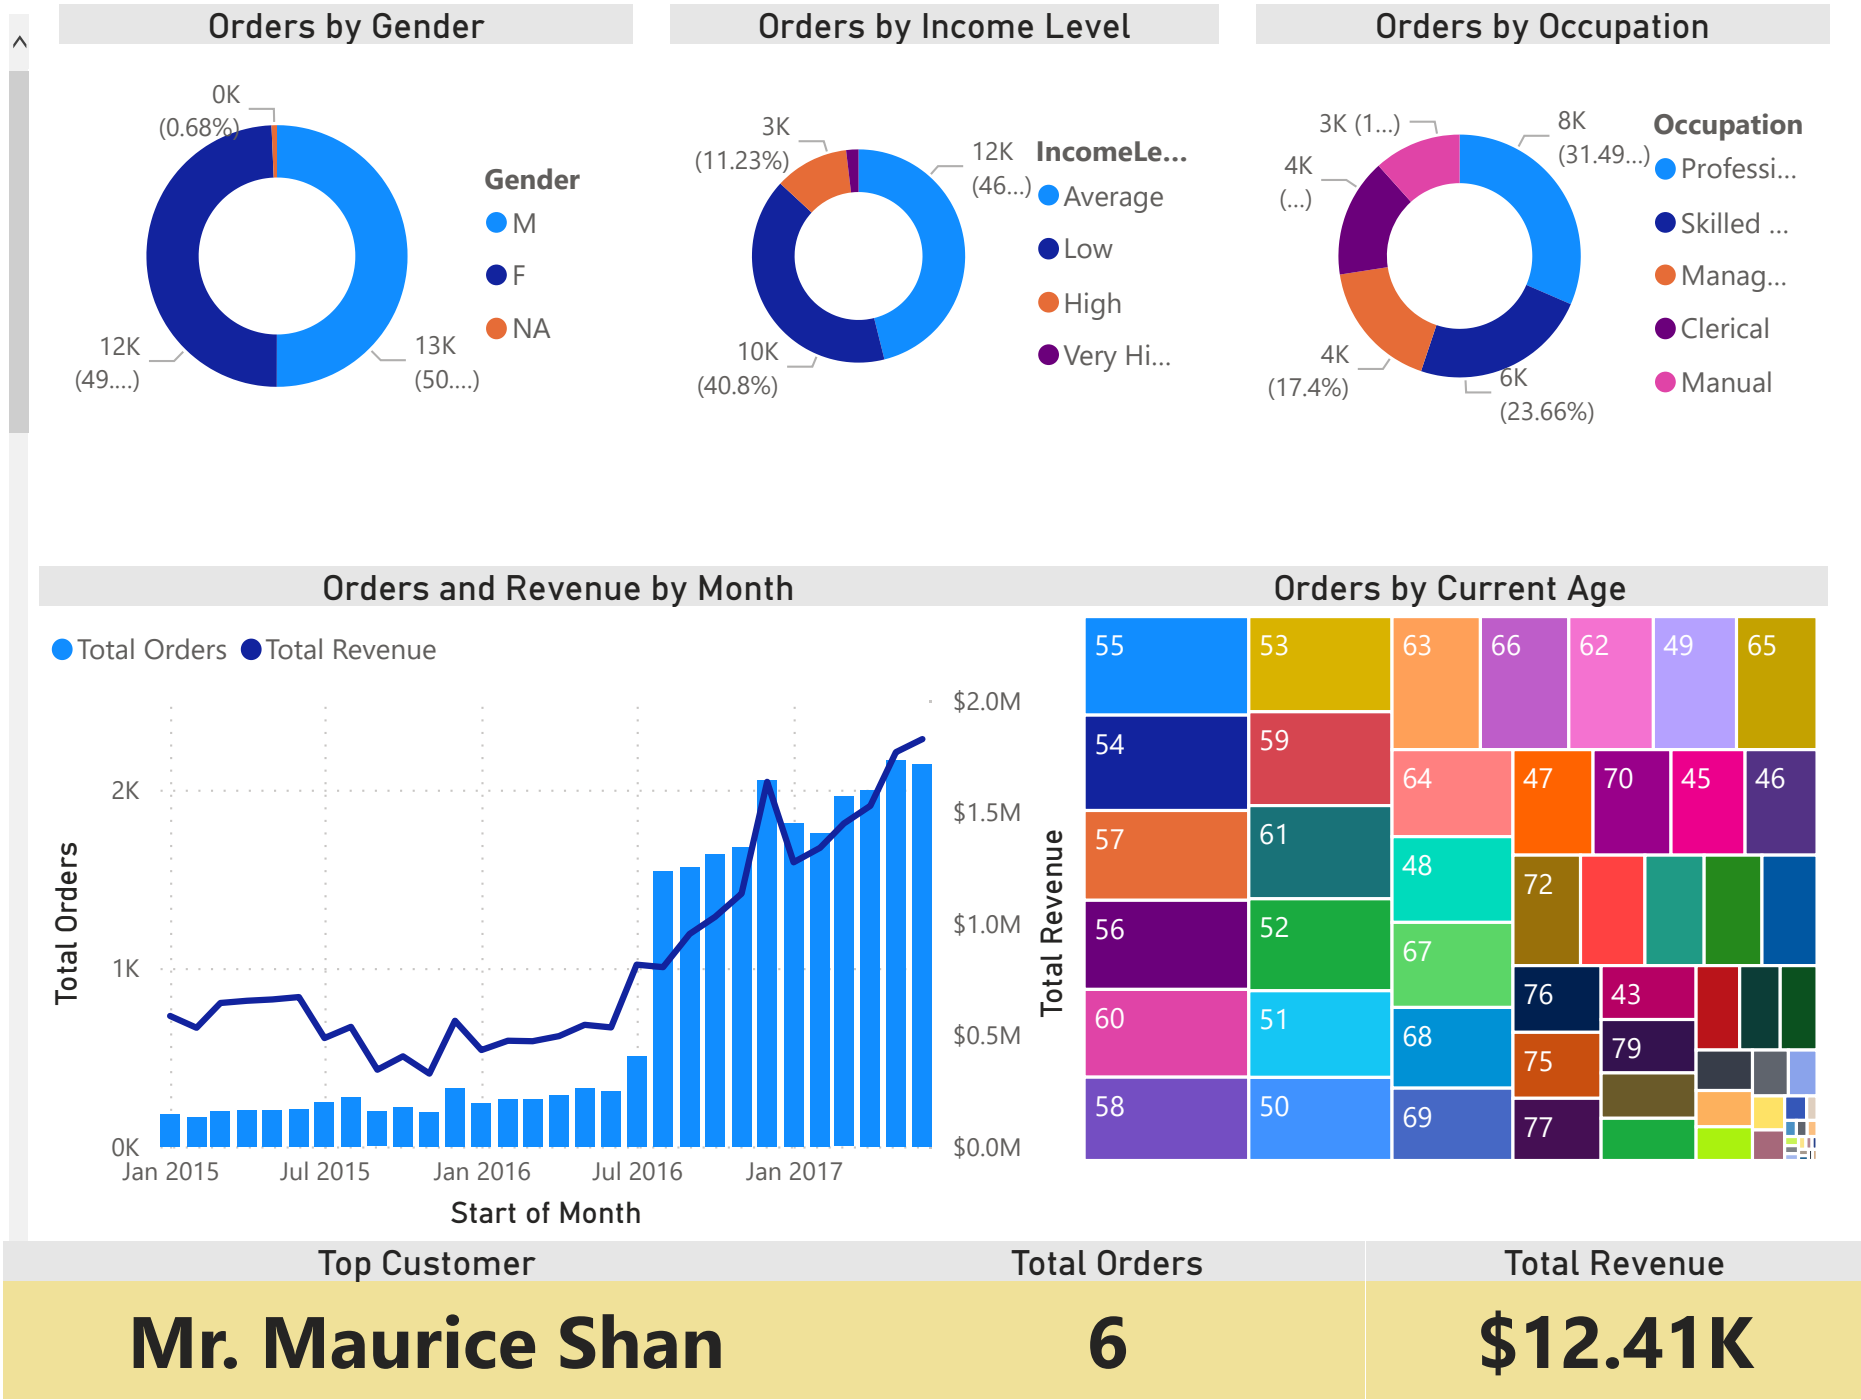 Orders by Gender
Orders by Income Level
Orders by Occupation
0K
(0.68%)
12K
(49....)
13K
(50....)
Gender
M
F
NA
3K
(11.23%)
12K
(46...)
10K
(40.8%)
IncomeLe...
Average
Low
High
Very Hi...
3K (1...)
8K
(31.49...)
4K
(...)
4K
(17.4%)
6K
(23.66%)
Occupation
Professi...
Skilled ...
Manag...
Clerical
Manual
Orders and Revenue by Month
Total Orders
Total Revenue
Total Orders
2K
1K
0K
$2.0M
$1.5M
$1.0M
$0.5M
$0.0M
Total Revenue
Jan 2015
Jul 2015
Jan 2016
Jul 2016
Jan 2017
Start of Month
Orders by Current Age
55
54
57
56
60
58
53
59
61
52
51
50
63
66
62
49
65
64
48
67
68
69
47
70
45
46
72
76
75
77
43
79
Top Customer
Total Orders
Total Revenue
Mr. Maurice Shan
6
$12.41K